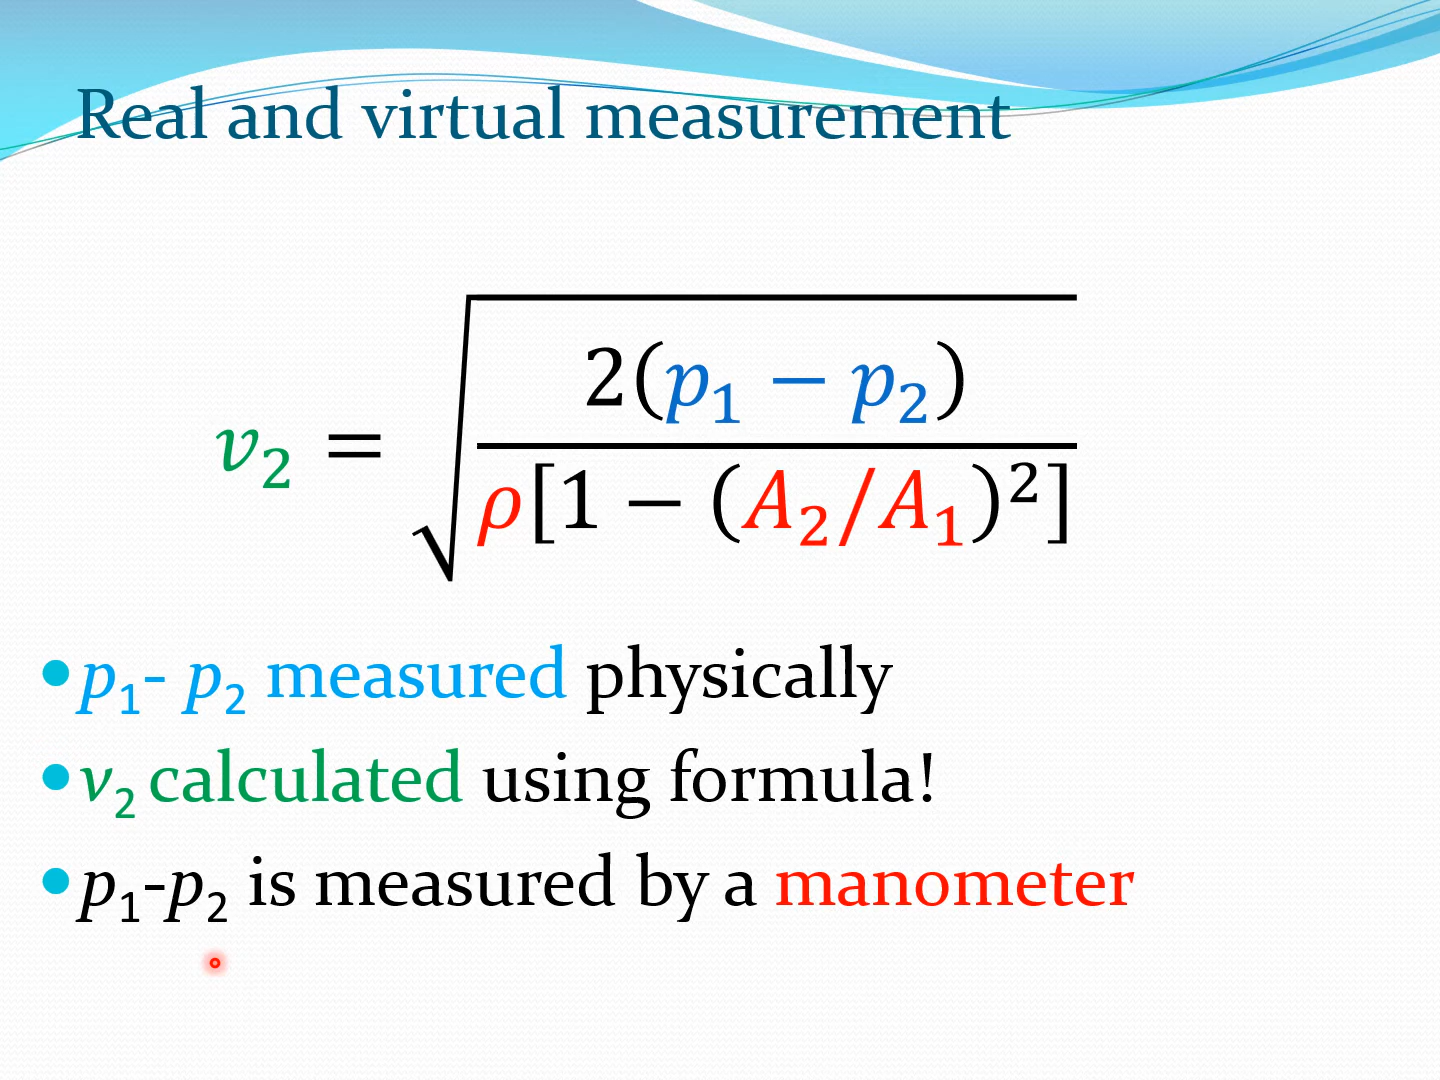 Real and virtual measurement
v₂ = √(2(p₁ − p₂) / ρ[1 − (A₂/A₁)²])
•p₁- p₂ measured physically
•v₂ calculated using formula!
•p₁-p₂ is measured by a manometer